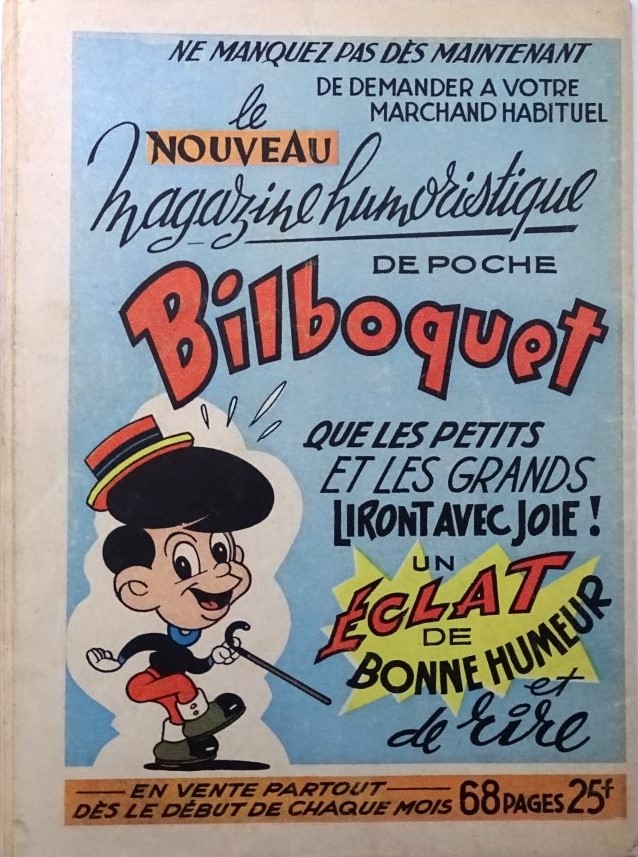 NE MANQUEZ PAS DÈS MAINTENANT
DE DEMANDER A VOTRE
MARCHAND HABITUEL
le
NOUVEAU
magazine humoristique
DE POCHE
Bilboquet
QUE LES PETITS
ET LES GRANDS
LIRONT AVEC JOIE !
UN
ÉCLAT
DE
BONNE HUMEUR
et
de rire
EN VENTE PARTOUT
DÈS LE DÉBUT DE CHAQUE MOIS 68 PAGES 25f